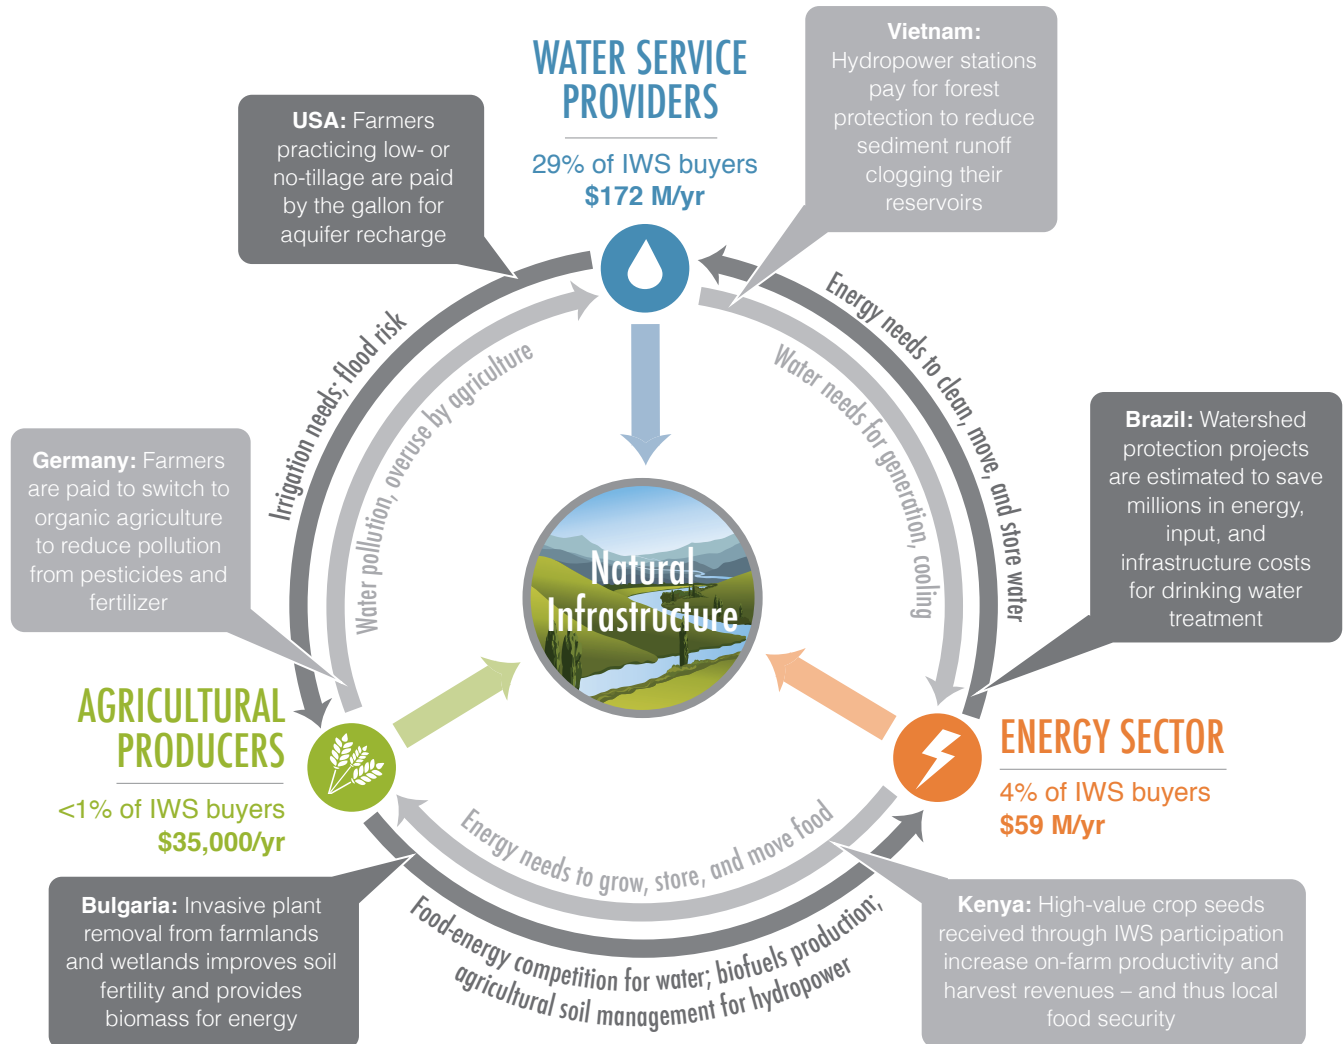 WATER SERVICE
PROVIDERS
29% of IWS buyers
$172 M/yr
Vietnam:
Hydropower stations
pay for forest
protection to reduce
sediment runoff
clogging their
reservoirs
USA: Farmers
practicing low- or
no-tillage are paid
by the gallon for
aquifer recharge
Irrigation needs; flood risk
Water pollution, overuse by agriculture
Water needs for generation, cooling
Energy needs to clean, move, and store water
Germany: Farmers
are paid to switch to
organic agriculture
to reduce pollution
from pesticides and
fertilizer
Brazil: Watershed
protection projects
are estimated to save
millions in energy,
input, and
infrastructure costs
for drinking water
treatment
Natural
Infrastructure
AGRICULTURAL
PRODUCERS
<1% of IWS buyers
$35,000/yr
ENERGY SECTOR
4% of IWS buyers
$59 M/yr
Energy needs to grow, store, and move food
Food-energy competition for water; biofuels production;
agricultural soil management for hydropower
Bulgaria: Invasive plant
removal from farmlands
and wetlands improves soil
fertility and provides
biomass for energy
Kenya: High-value crop seeds
received through IWS participation
increase on-farm productivity and
harvest revenues – and thus local
food security